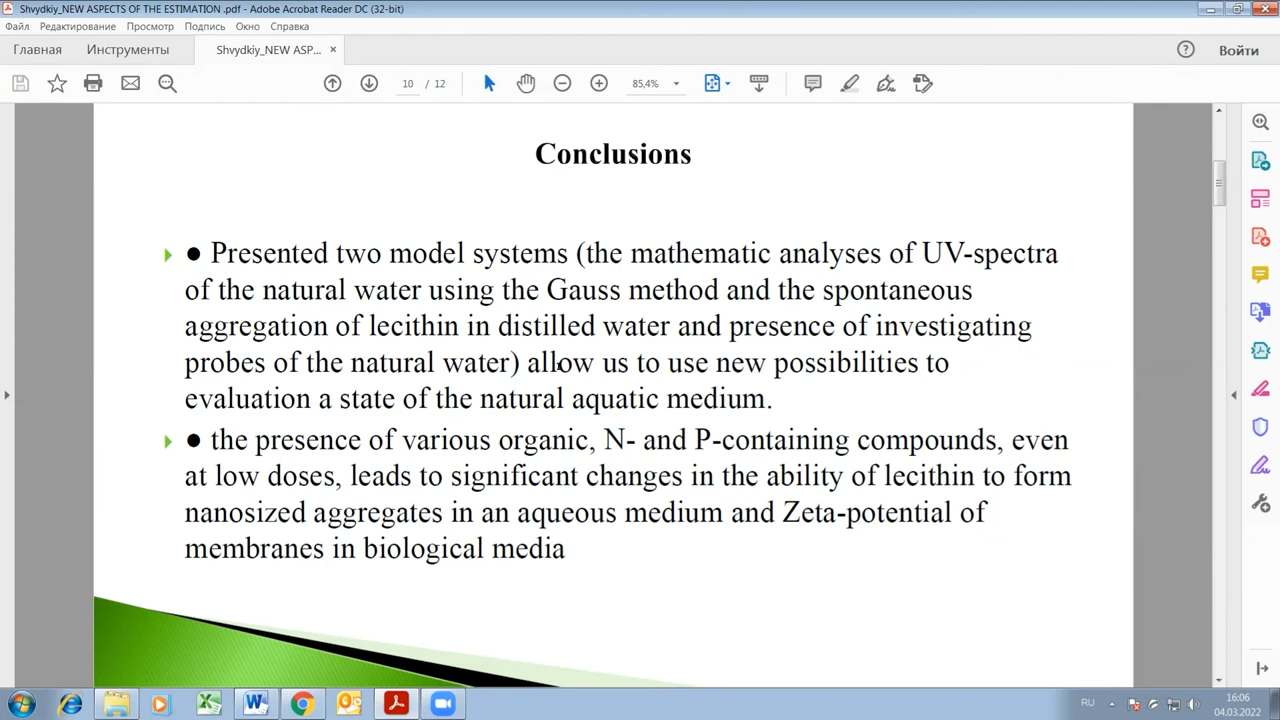 Shvydkiy_NEW ASPECTS OF THE ESTIMATION .pdf - Adobe Acrobat Reader DC (32-bit)
Файл Редактирование Просмотр Подпись Окно Справка
Главная Инструменты Shvydkiy_NEW ASP... × Войти
10 / 12 85,4%
Conclusions
● Presented two model systems (the mathematic analyses of UV-spectra
of the natural water using the Gauss method and the spontaneous
aggregation of lecithin in distilled water and presence of investigating
probes of the natural water) allow us to use new possibilities to
evaluation a state of the natural aquatic medium.
● the presence of various organic, N- and P-containing compounds, even
at low doses, leads to significant changes in the ability of lecithin to form
nanosized aggregates in an aqueous medium and Zeta-potential of
membranes in biological media
RU 16:06
04.03.2022